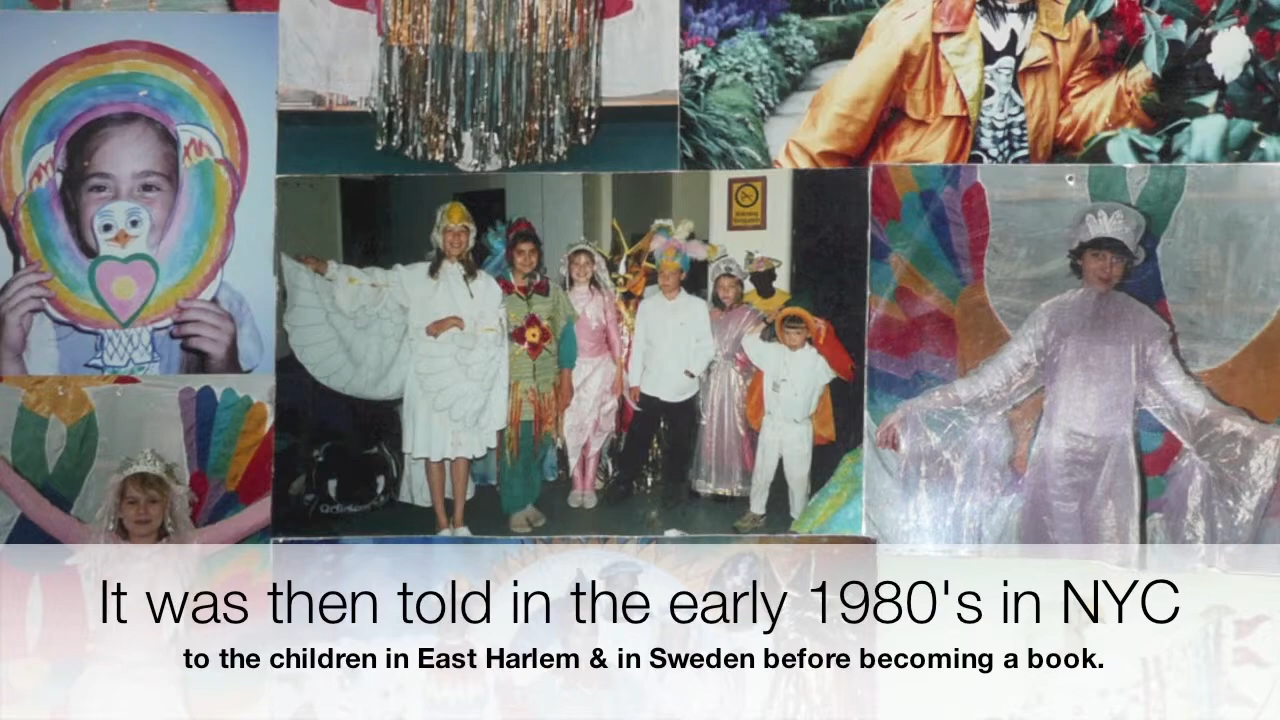 It was then told in the early 1980's in NYC
to the children in East Harlem & in Sweden before becoming a book.